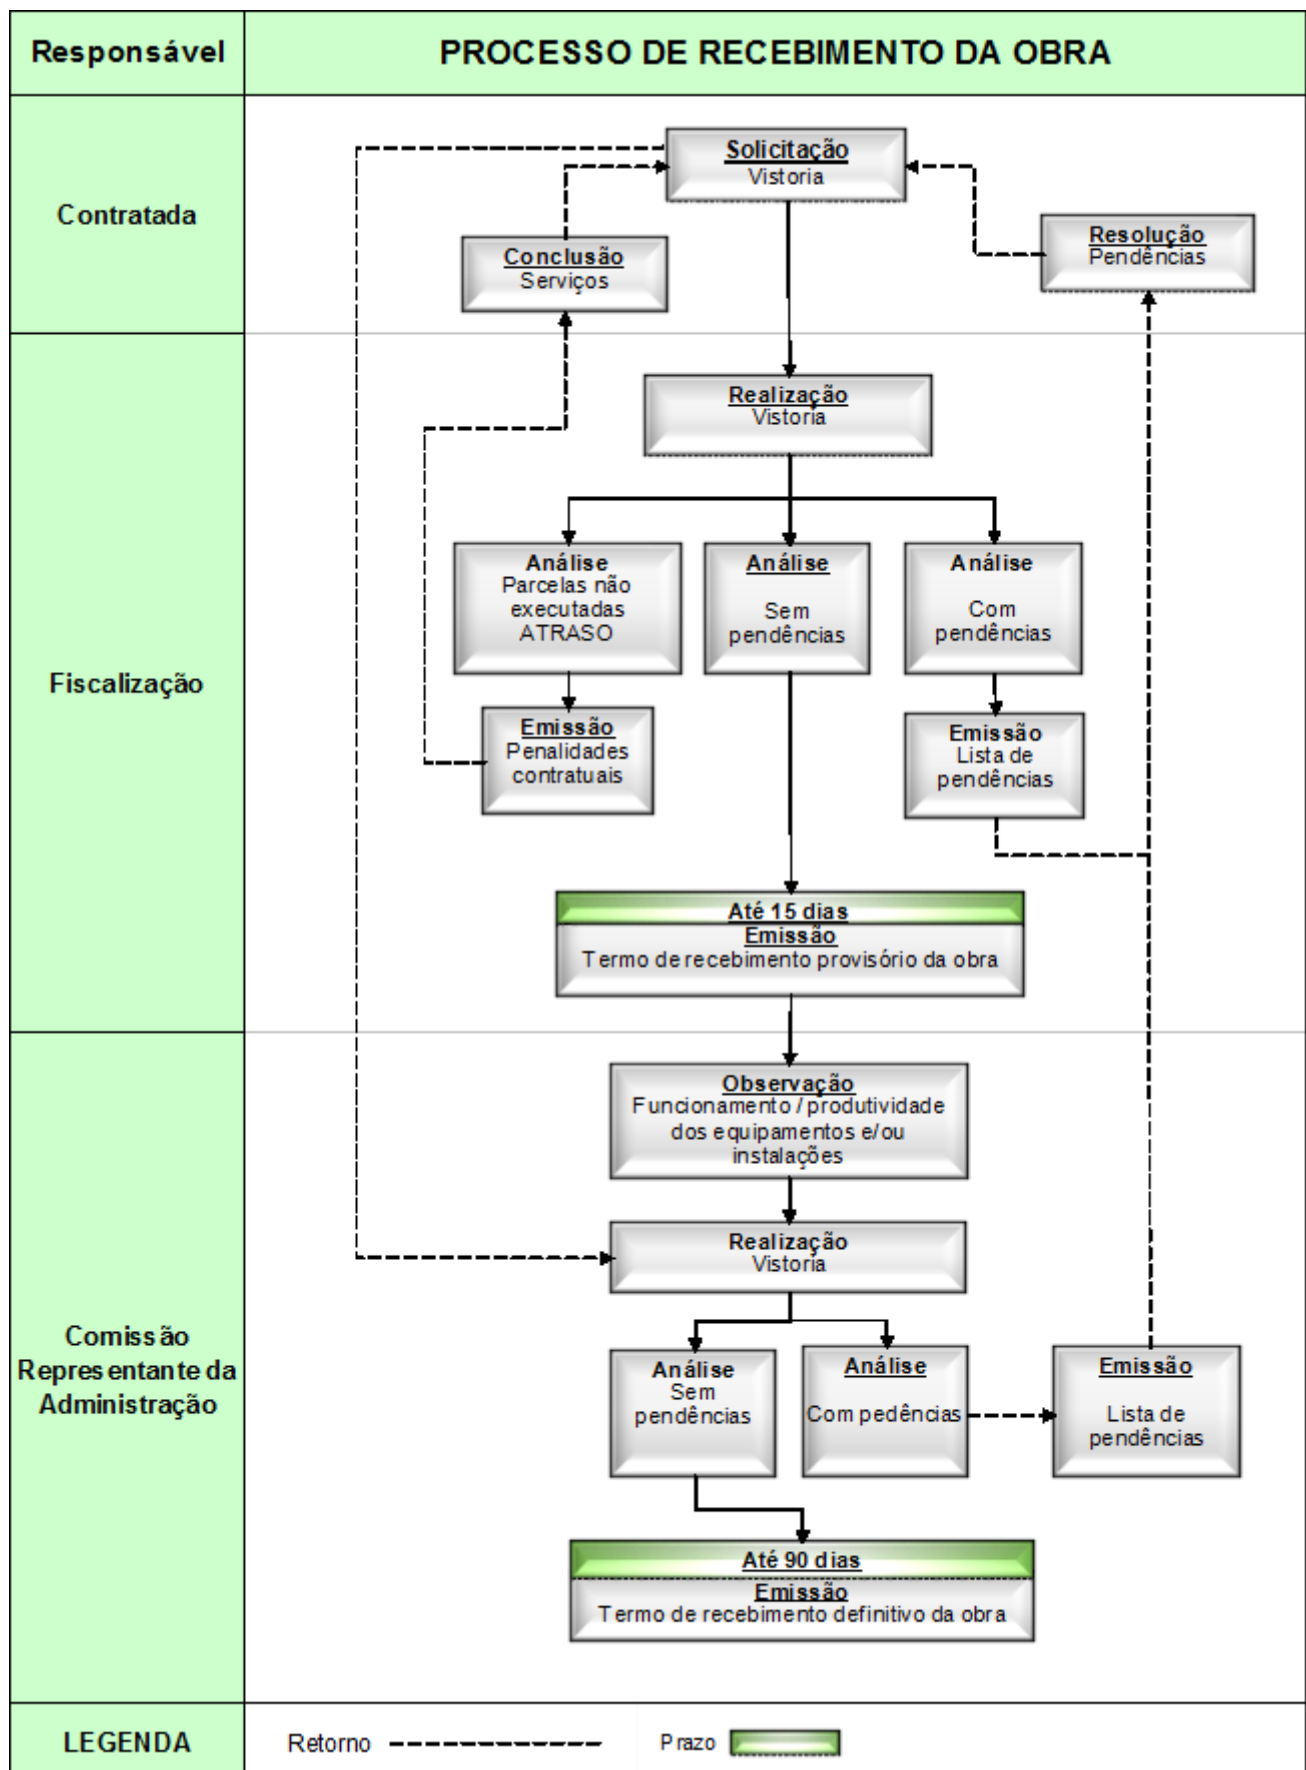 Responsável
PROCESSO DE RECEBIMENTO DA OBRA
Contratada
Solicitação
Vistoria
Conclusão
Serviços
Resolução
Pendências
Fiscalização
Realização
Vistoria
Análise
Parcelas não
executadas
ATRASO
Análise
Sem
pendências
Análise
Com
pendências
Emissão
Penalidades
contratuais
Emissão
Lista de
pendências
Até 15 dias
Emissão
Termo de recebimento provisório da obra
Comissão
Representante da
Administração
Observação
Funcionamento / produtividade
dos equipamentos e/ou
instalações
Realização
Vistoria
Análise
Sem
pendências
Análise
Com pedências
Emissão
Lista de
pendências
Até 90 dias
Emissão
Termo de recebimento definitivo da obra
LEGENDA
Retorno
Prazo